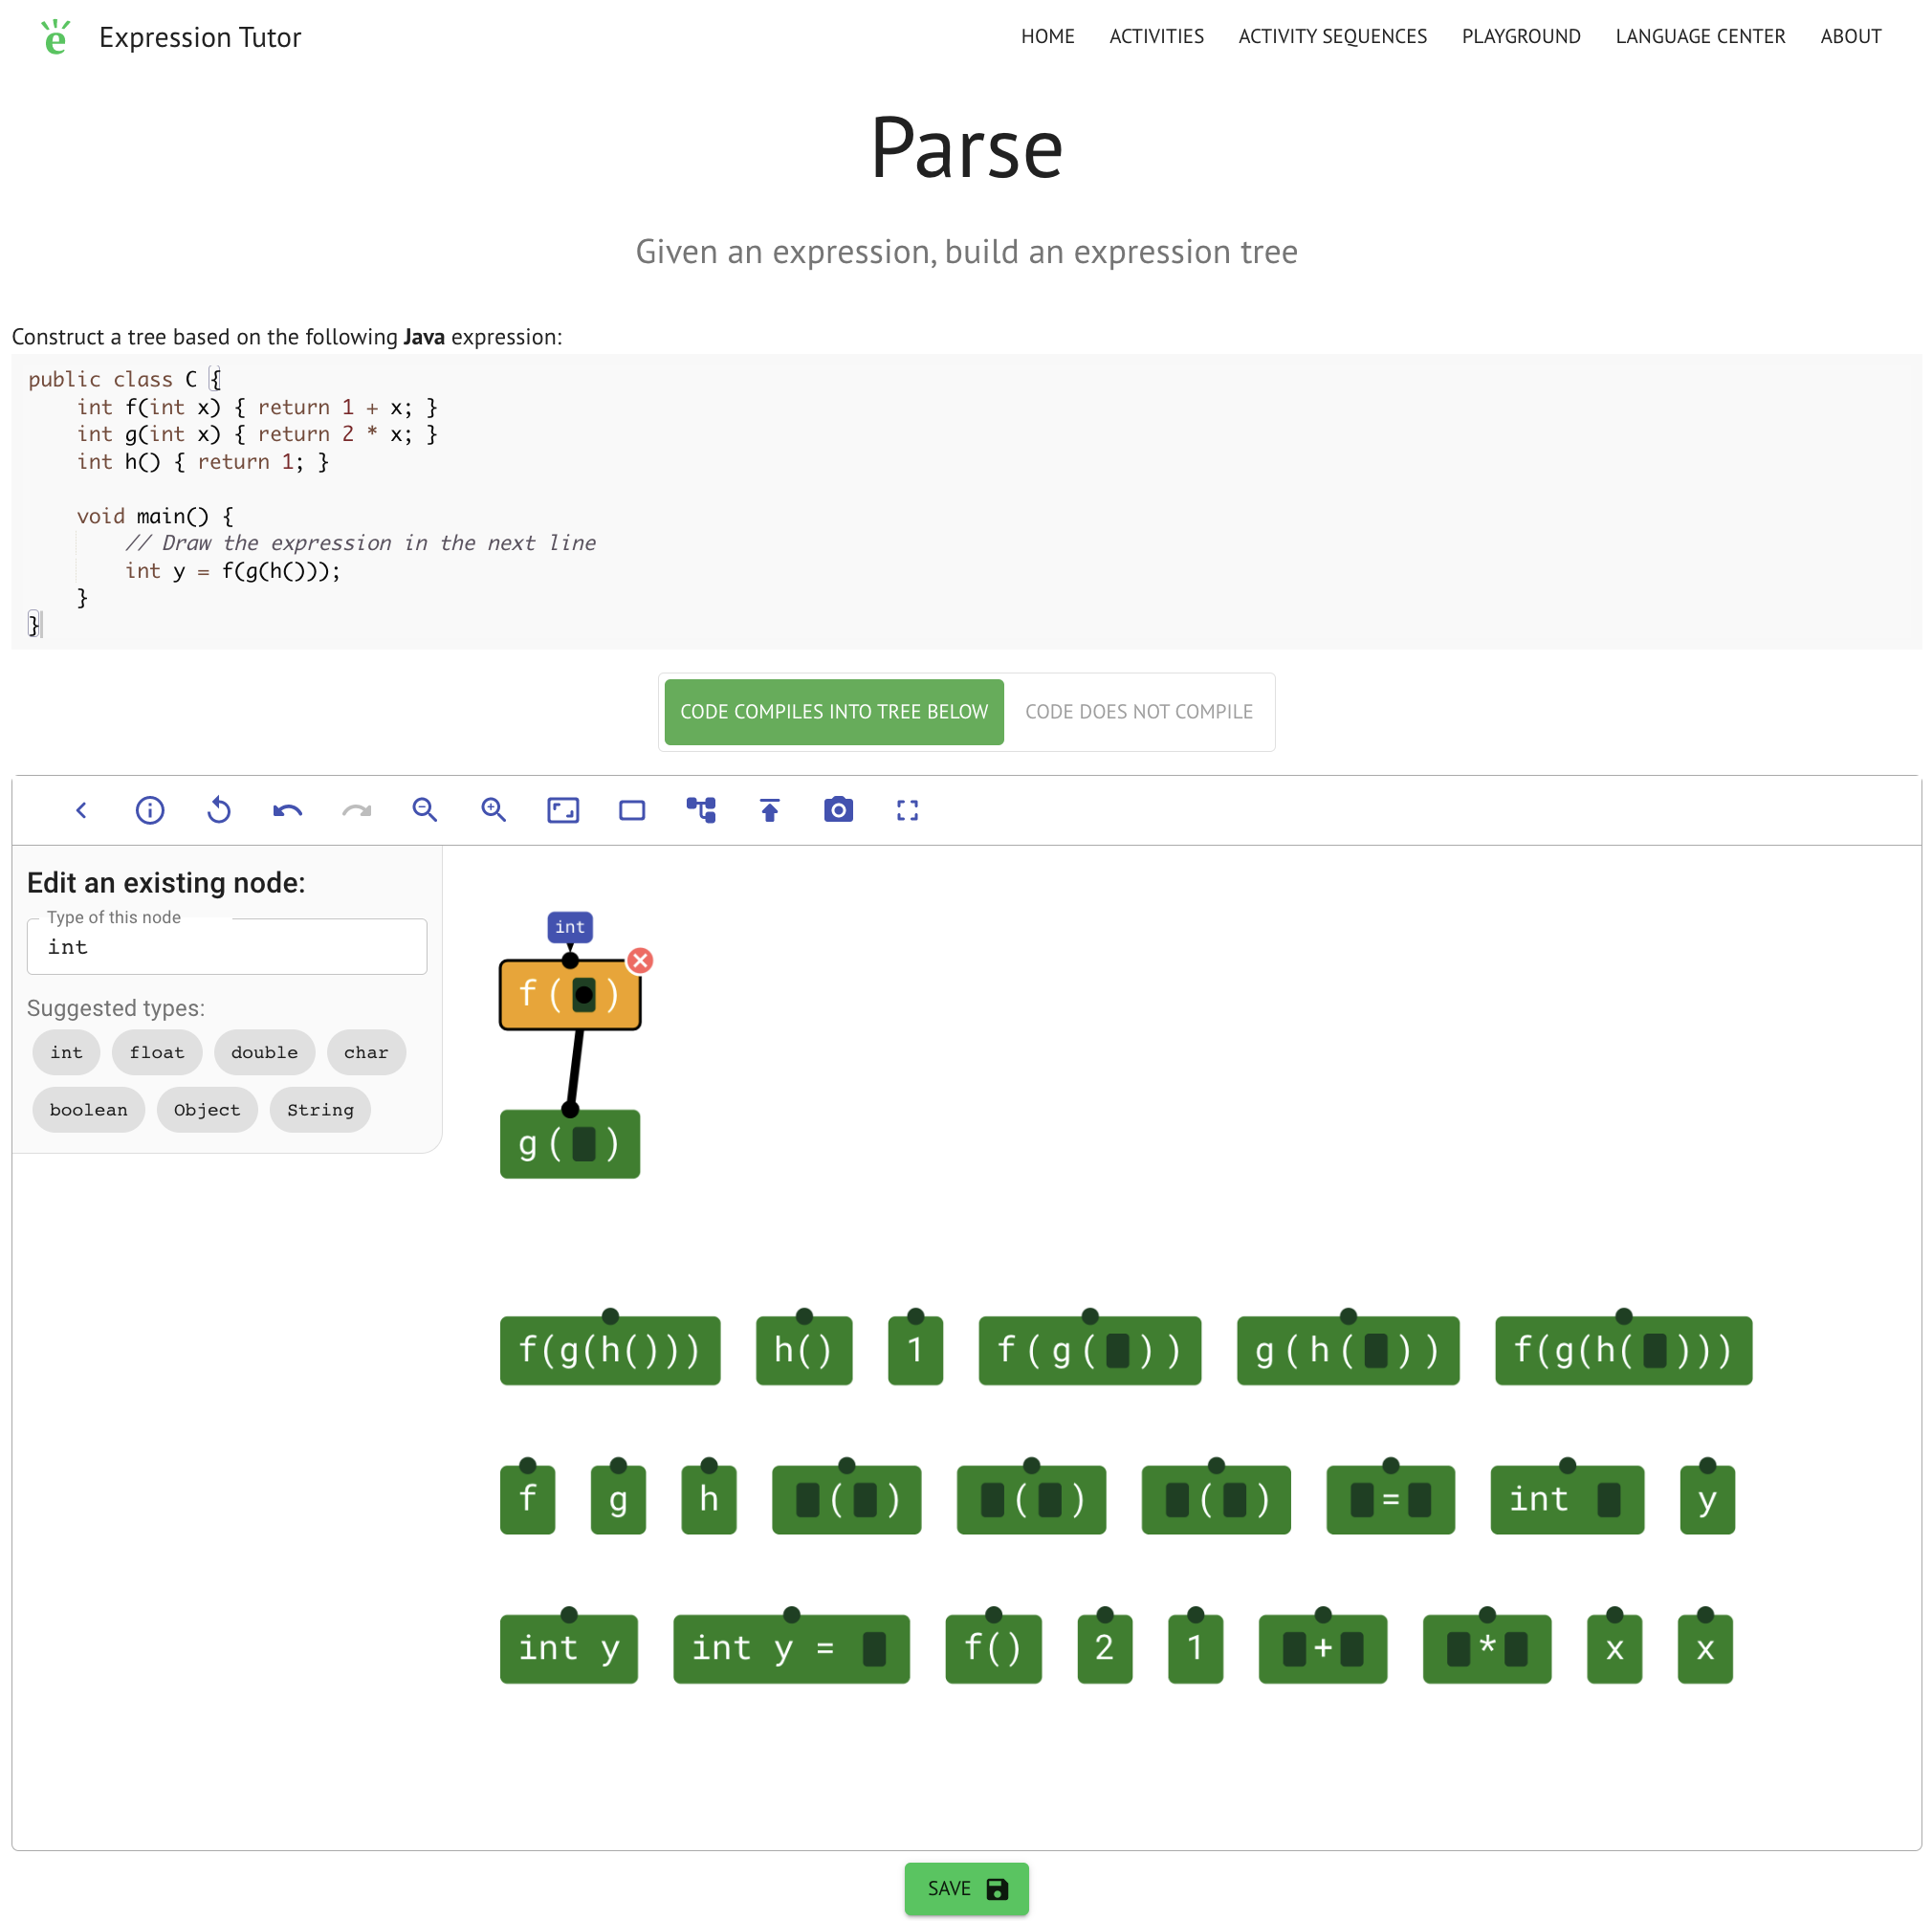 Expression Tutor
HOME ACTIVITIES ACTIVITY SEQUENCES PLAYGROUND LANGUAGE CENTER ABOUT
Parse
Given an expression, build an expression tree
Construct a tree based on the following Java expression:
public class C {
    int f(int x) { return 1 + x; }
    int g(int x) { return 2 * x; }
    int h() { return 1; }
    void main() {
        // Draw the expression in the next line
        int y = f(g(h()));
    }
}
CODE COMPILES INTO TREE BELOW CODE DOES NOT COMPILE
Edit an existing node:
Type of this node
int
Suggested types:
int float double char
boolean Object String
int
f( )
g( )
f(g(h())) h() 1 f(g( )) g(h( )) f(g(h( )))
f g h ( ) ( ) ( ) = int y
int y int y = f() 2 1 + * x x
SAVE